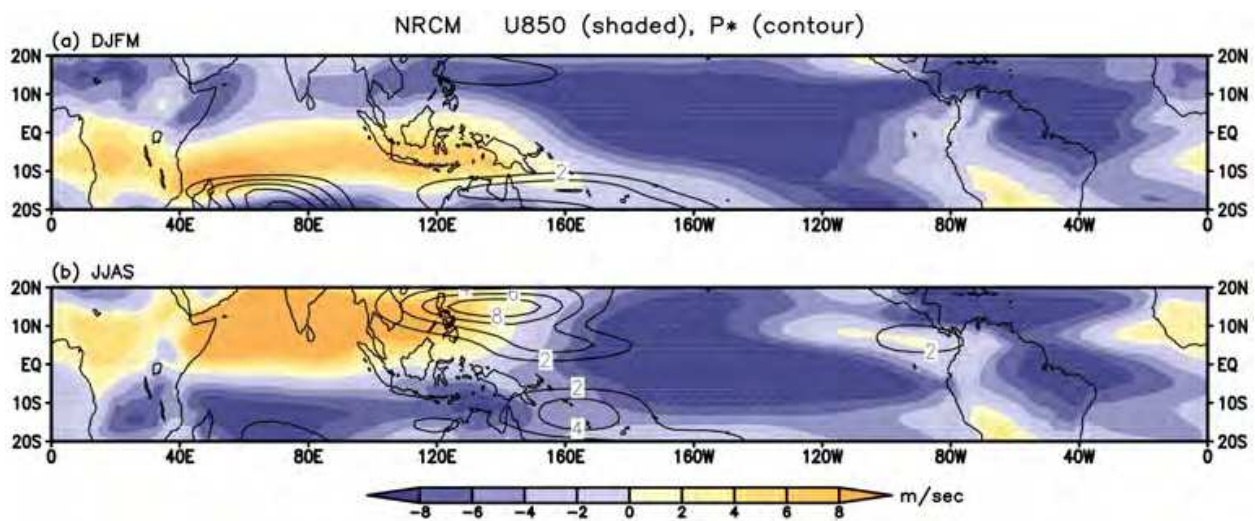 NRCM U850 (shaded), P* (contour)
(a) DJFM
20N 20N
10N 10N
EQ EQ
10S 10S
20S 20S
2
0 40E 80E 120E 160E 160W 120W 80W 40W 0
(b) JJAS
20N 20N
10N 10N
EQ EQ
10S 10S
20S 20S
4 6
8
2 2
2
4
0 40E 80E 120E 160E 160W 120W 80W 40W 0
-8 -6 -4 -2 0 2 4 6 8 m/sec